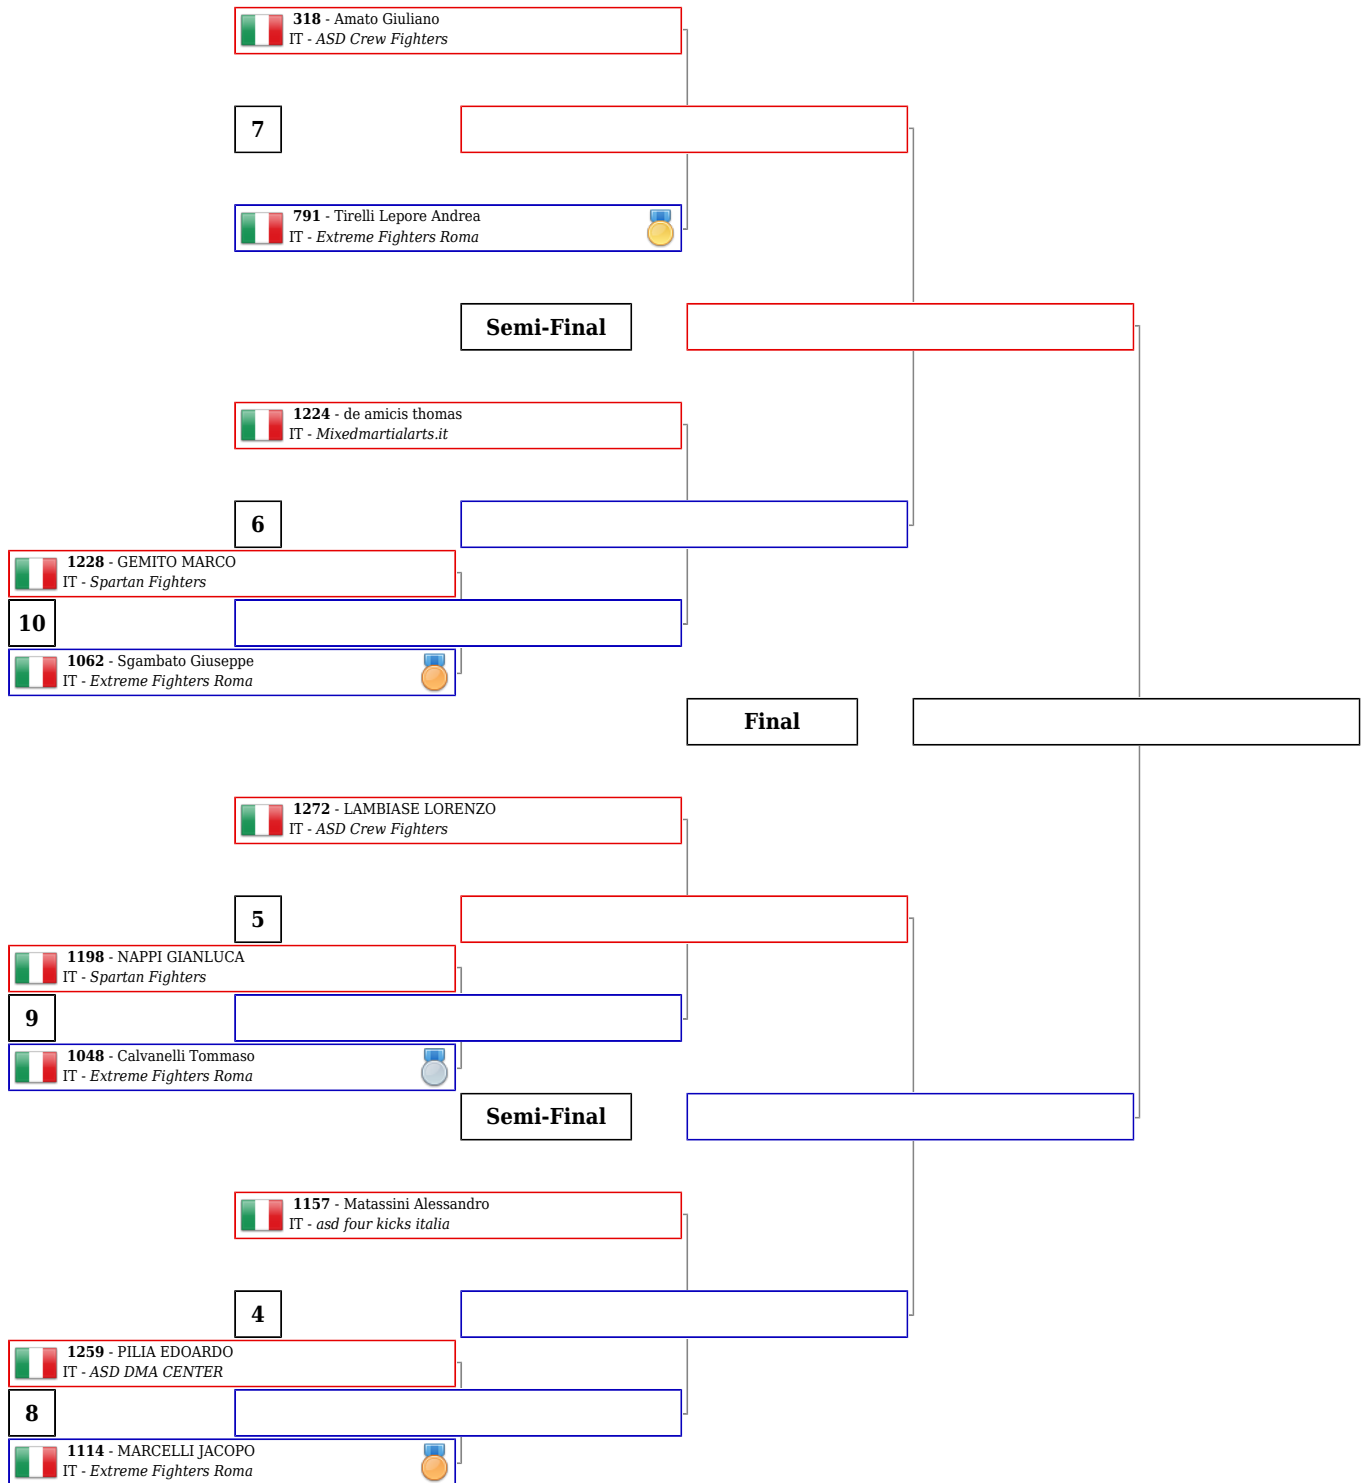 318 - Amato Giuliano
IT - ASD Crew Fighters
7
791 - Tirelli Lepore Andrea
IT - Extreme Fighters Roma
Semi-Final
1224 - de amicis thomas
IT - Mixedmartialarts.it
6
1228 - GEMITO MARCO
IT - Spartan Fighters
10
1062 - Sgambato Giuseppe
IT - Extreme Fighters Roma
Final
1272 - LAMBIASE LORENZO
IT - ASD Crew Fighters
5
1198 - NAPPI GIANLUCA
IT - Spartan Fighters
9
1048 - Calvanelli Tommaso
IT - Extreme Fighters Roma
Semi-Final
1157 - Matassini Alessandro
IT - asd four kicks italia
4
1259 - PILIA EDOARDO
IT - ASD DMA CENTER
8
1114 - MARCELLI JACOPO
IT - Extreme Fighters Roma